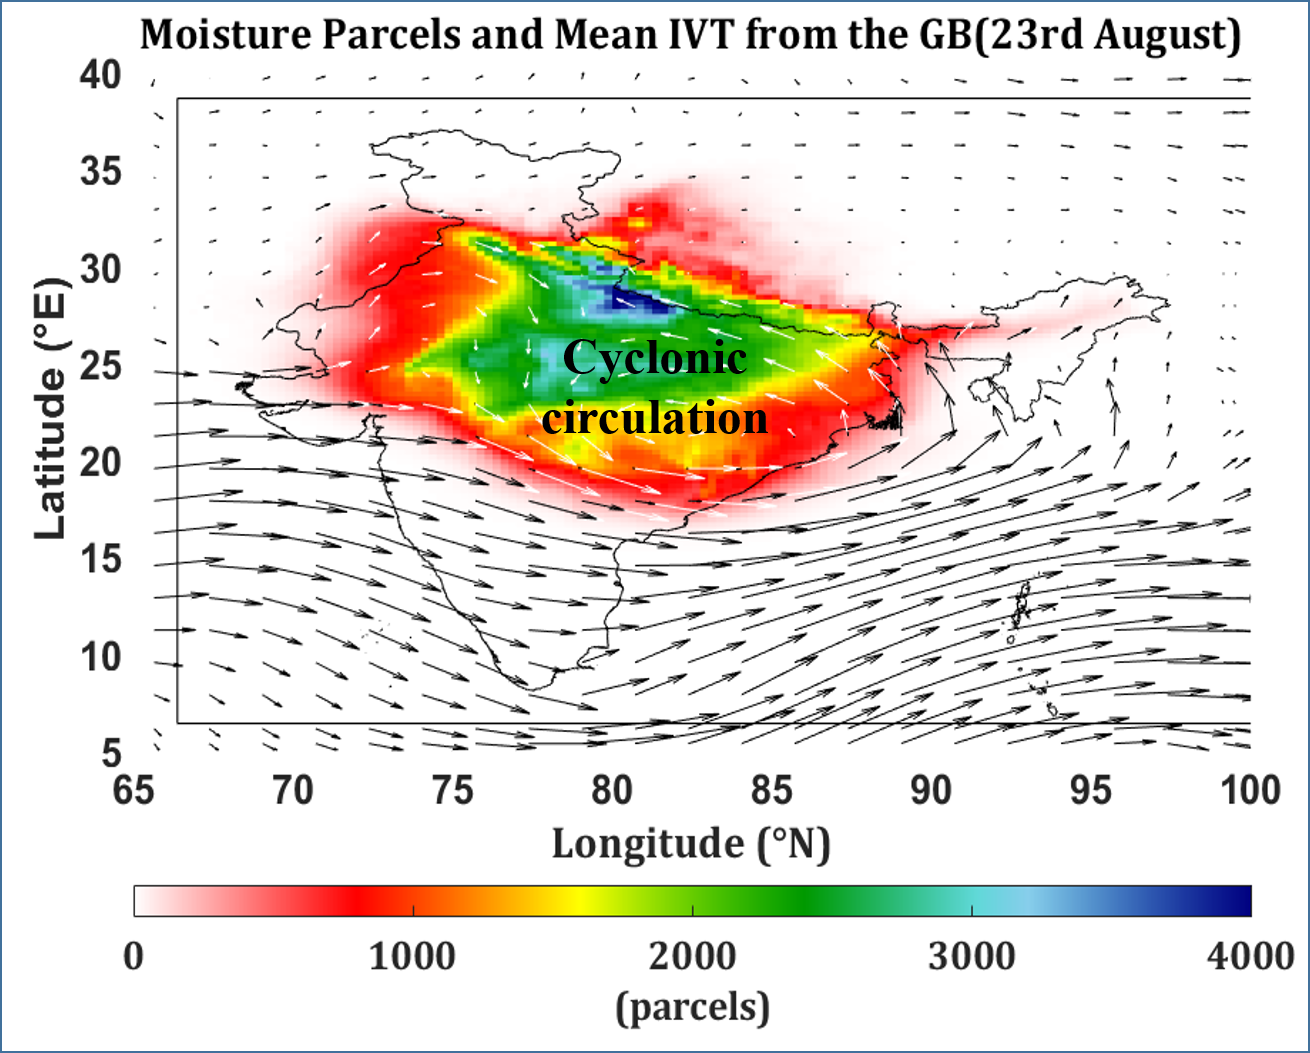 Moisture Parcels and Mean IVT from the GB(23rd August)
40
35
30
25
20
15
10
5
Latitude (°E)
Cyclonic
circulation
65 70 75 80 85 90 95 100
Longitude (°N)
0 1000 2000 3000 4000
(parcels)